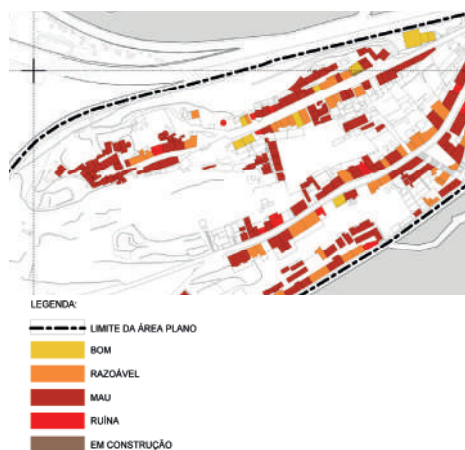 LEGENDA:
LIMITE DA ÁREA PLANO
BOM
RAZOÁVEL
MAU
RUÍNA
EM CONSTRUÇÃO